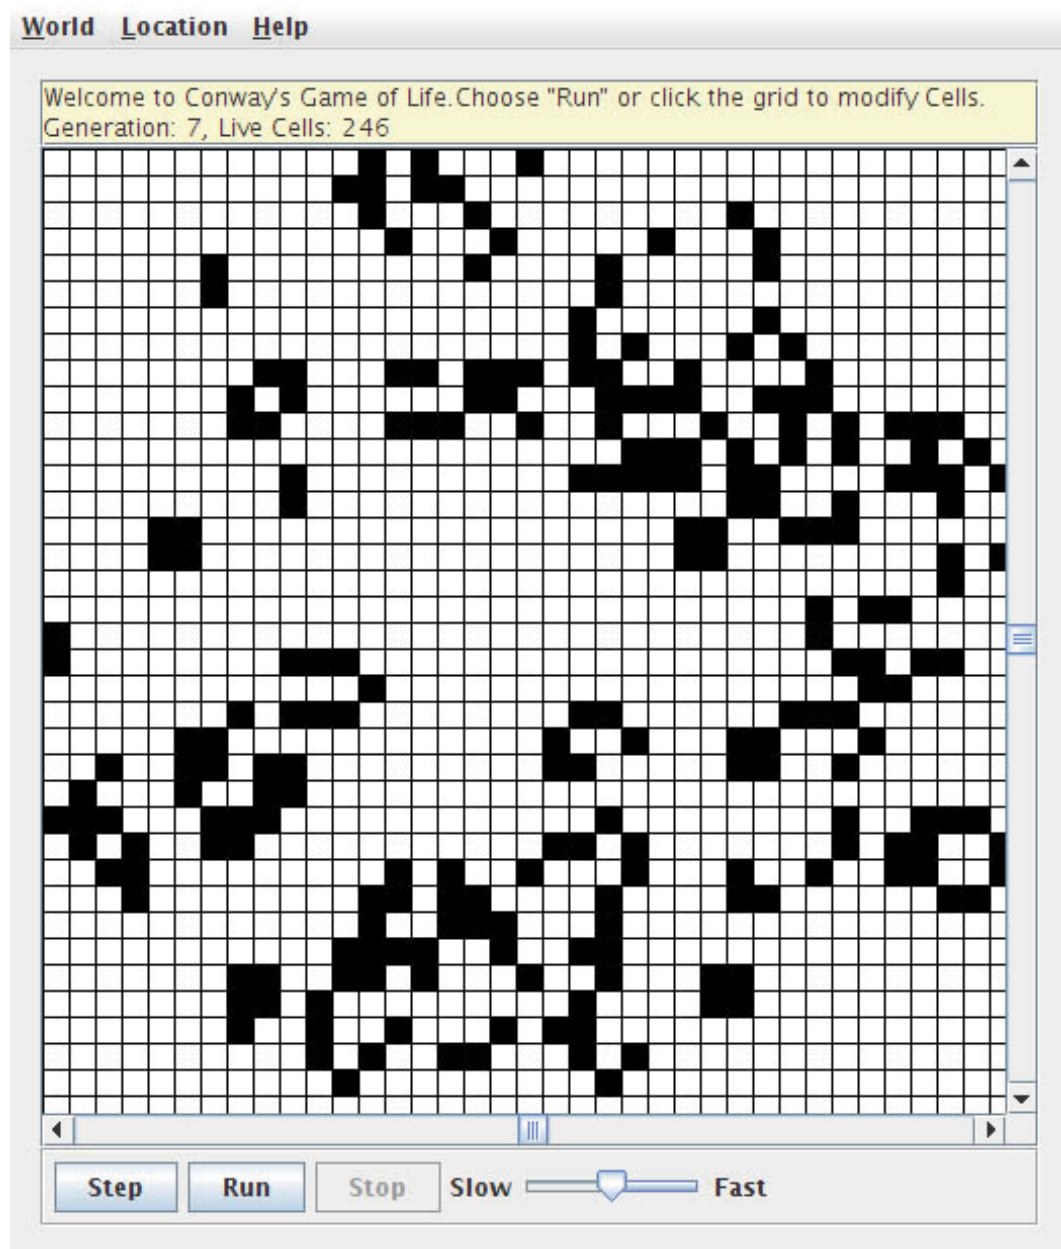 World Location Help
Welcome to Conway's Game of Life.Choose "Run" or click the grid to modify Cells.
Generation: 7, Live Cells: 246
Step Run Stop Slow Fast